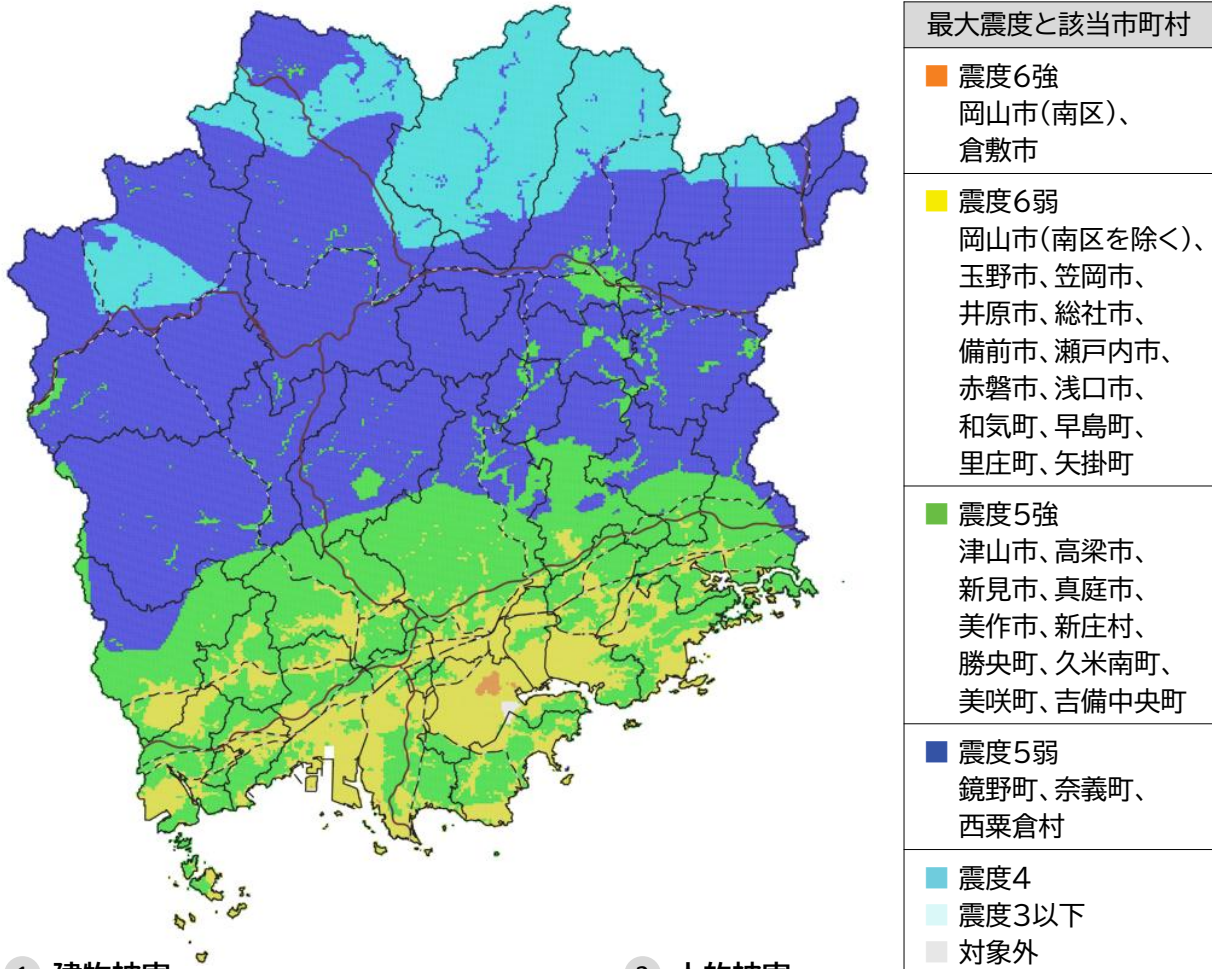 最大震度と該当市町村
震度6強
岡山市(南区)、
倉敷市
震度6弱
岡山市(南区を除く)、
玉野市、笠岡市、
井原市、総社市、
備前市、瀬戸内市、
赤磐市、浅口市、
和気町、早島町、
里庄町、矢掛町
震度5強
津山市、高梁市、
新見市、真庭市、
美作市、新庄村、
勝央町、久米南町、
美咲町、吉備中央町
震度5弱
鏡野町、奈義町、
西粟倉村
震度4
震度3以下
対象外